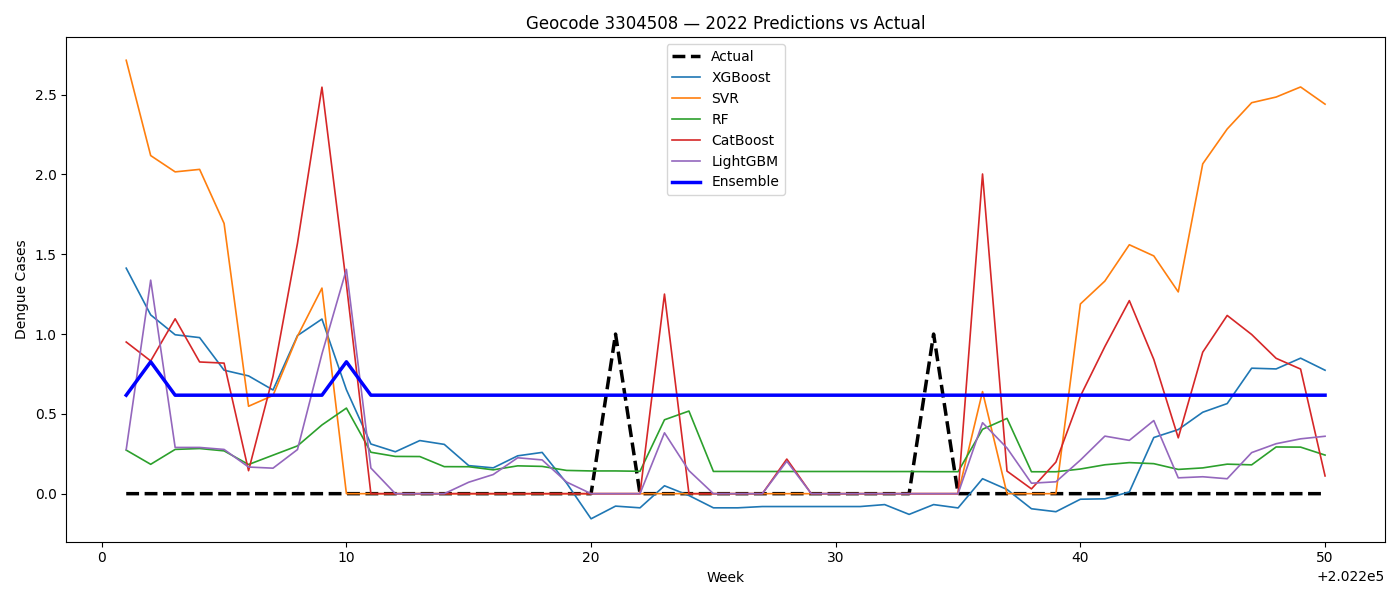 Geocode 3304508 — 2022 Predictions vs Actual
Actual
XGBoost
SVR
RF
CatBoost
LightGBM
Ensemble
Dengue Cases
2.5
2.0
1.5
1.0
0.5
0.0
0 10 20 30 40 50
Week
+2.022e5